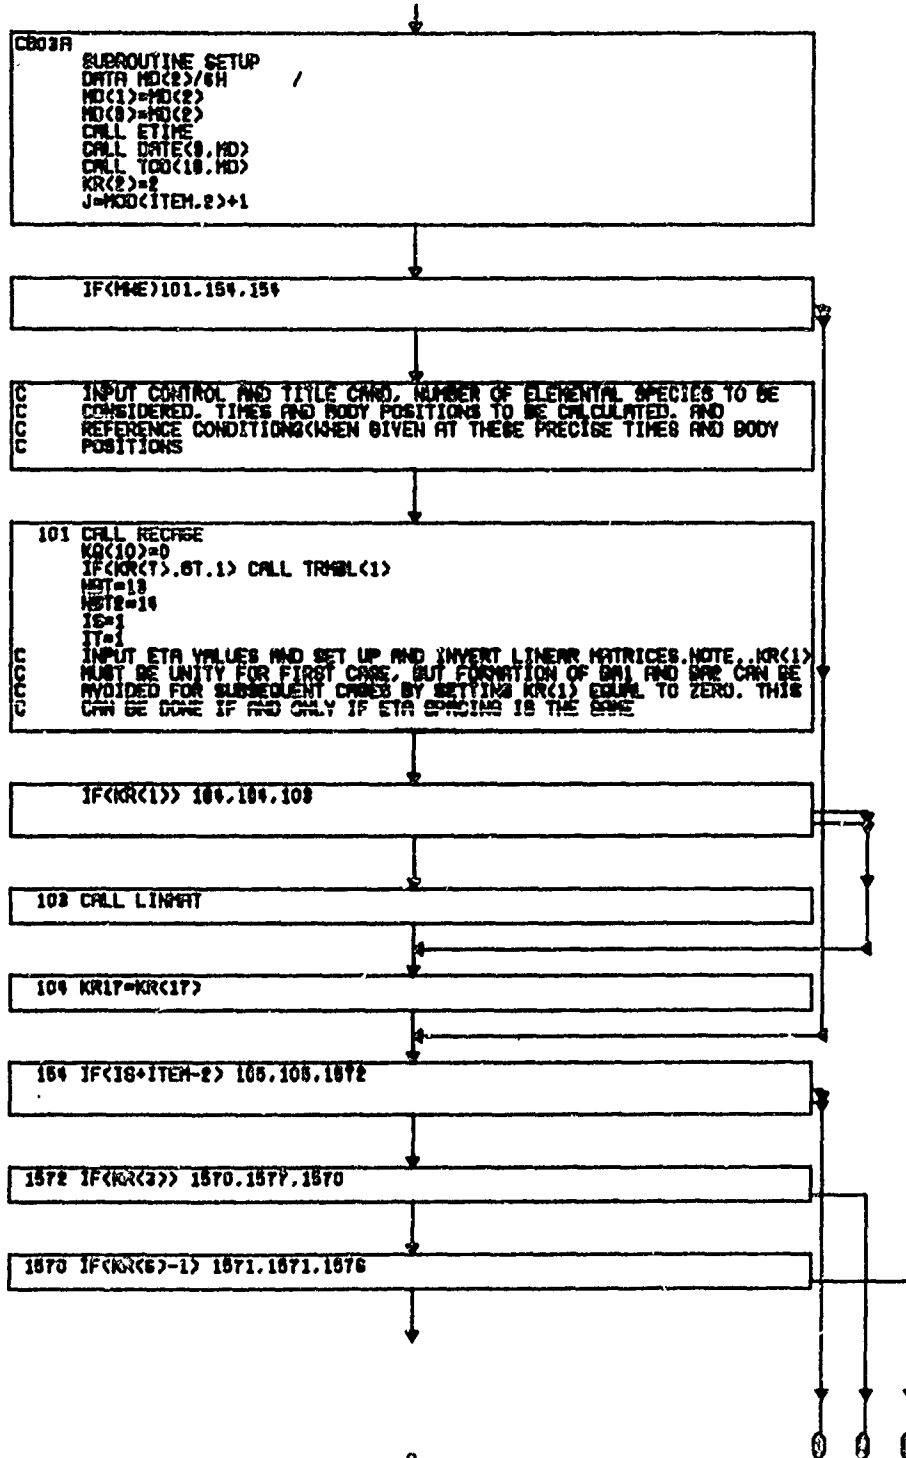 CB03A
SUBROUTINE SETUP
DATA MD(2)/6H      /
MD(1)=MD(2)
MD(3)=MD(2)
CALL ETIME
CALL DATE(9,MD)
CALL TOD(18,MD)
KR(2)=2
J=MOD(ITEM,2)+1
IF(MWE)101,154,154
C INPUT CONTROL AND TITLE CARD, NUMBER OF ELEMENTAL SPECIES TO BE
C CONSIDERED, TIMES AND BODY POSITIONS TO BE CALCULATED, AND
C REFERENCE CONDITIONS(WHEN GIVEN AT THESE PRECISE TIMES AND BODY
C POSITIONS
101 CALL RECASE
KQ(10)=0
IF(KR(7).GT.1) CALL TRMBL(1)
NST=13
NST2=14
IS=1
IT=1
C INPUT ETA VALUES AND SET UP AND INVERT LINEAR MATRICES.NOTE..KR(1)
C MUST BE UNITY FOR FIRST CASE, BUT FORMATION OF BA1 AND BA2 CAN BE
C AVOIDED FOR SUBSEQUENT CASES BY SETTING KR(1) EQUAL TO ZERO. THIS
C CAN BE DONE IF AND ONLY IF ETA SPACING IS THE SAME
IF(KR(1)) 104,104,103
103 CALL LINMAT
104 KR17=KR(17)
154 IF(IS+ITEM-2) 105,105,1572
1572 IF(KR(3)) 1570,1577,1570
1570 IF(KR(6)-1) 1571,1571,1576